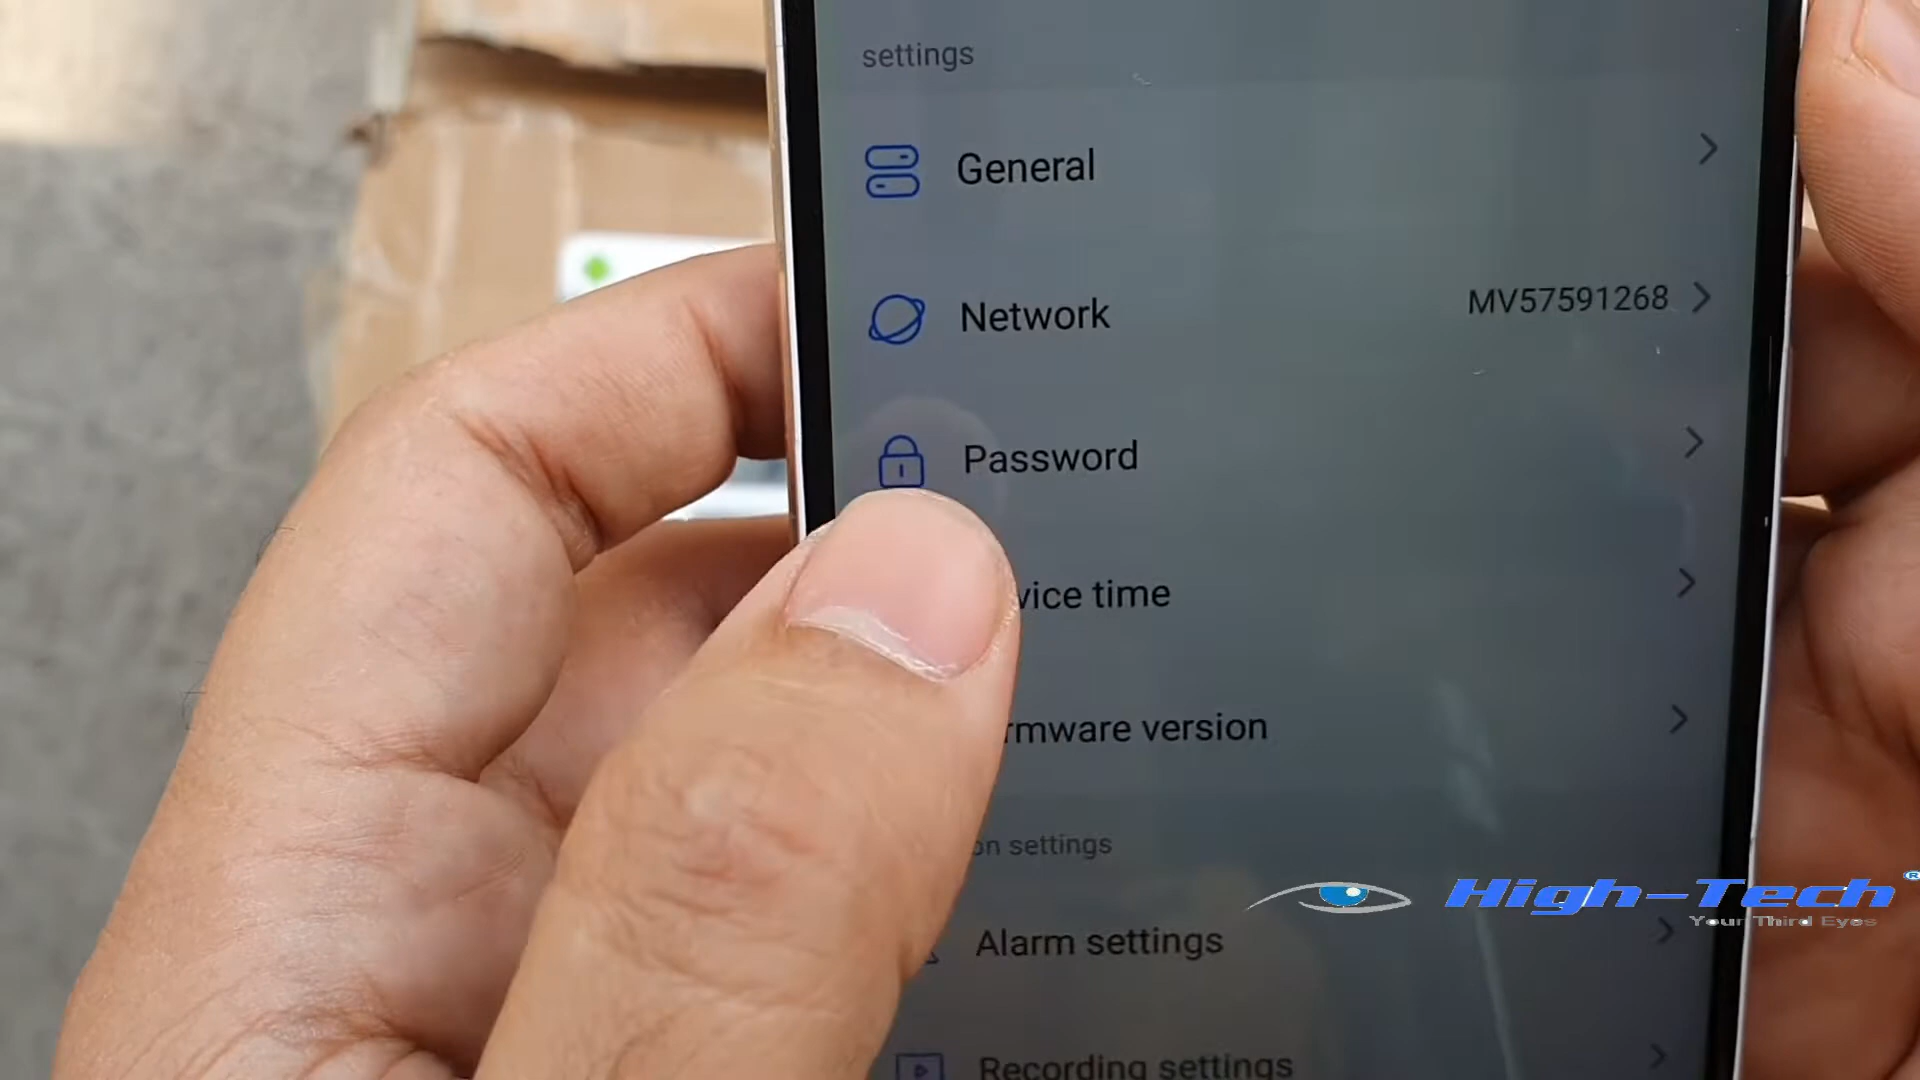 settings
General
Network MV57591268
Password
vice time
rmware version
on settings
Alarm settings
Recording settings
High-Tech ®
Your Third Eyes